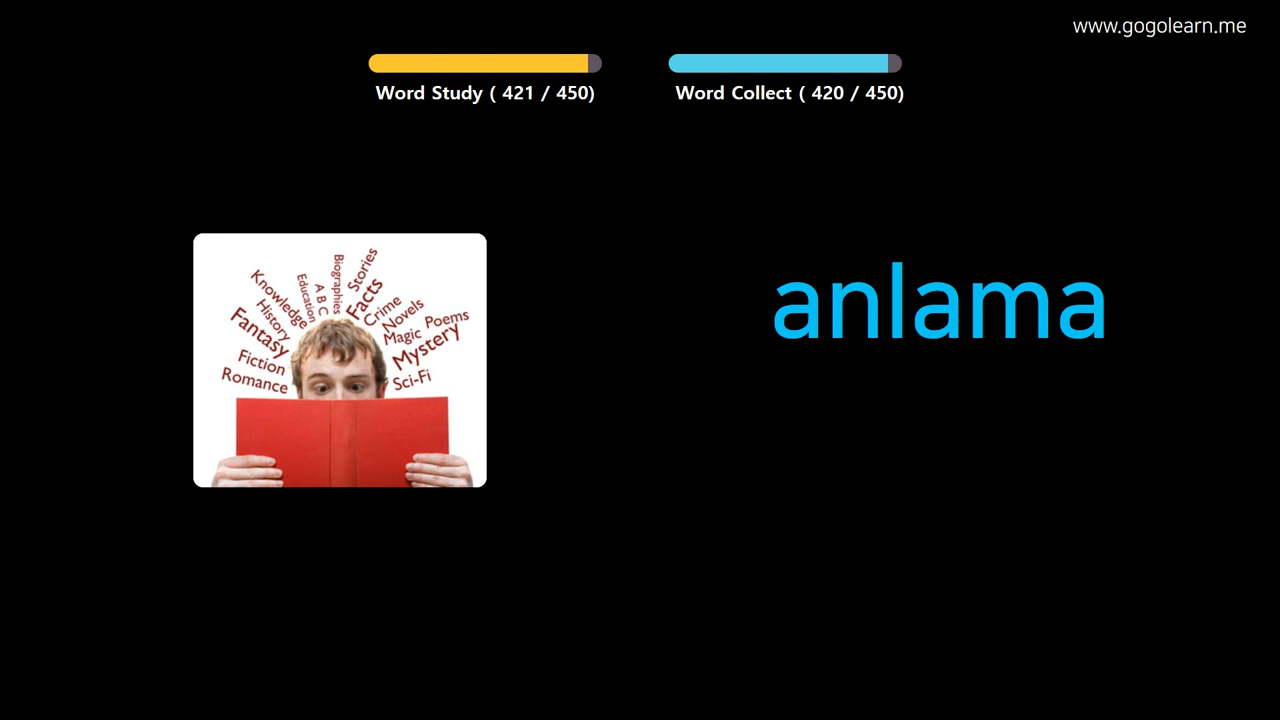 www.gogolearn.me
Word Study ( 421 / 450)
Word Collect ( 420 / 450)
anlama
Knowledge
History
Fantasy
Fiction
Romance
Education
A B C
Biographies
Stories
Facts
Crime
Novels
Magic
Poems
Mystery
Sci-Fi